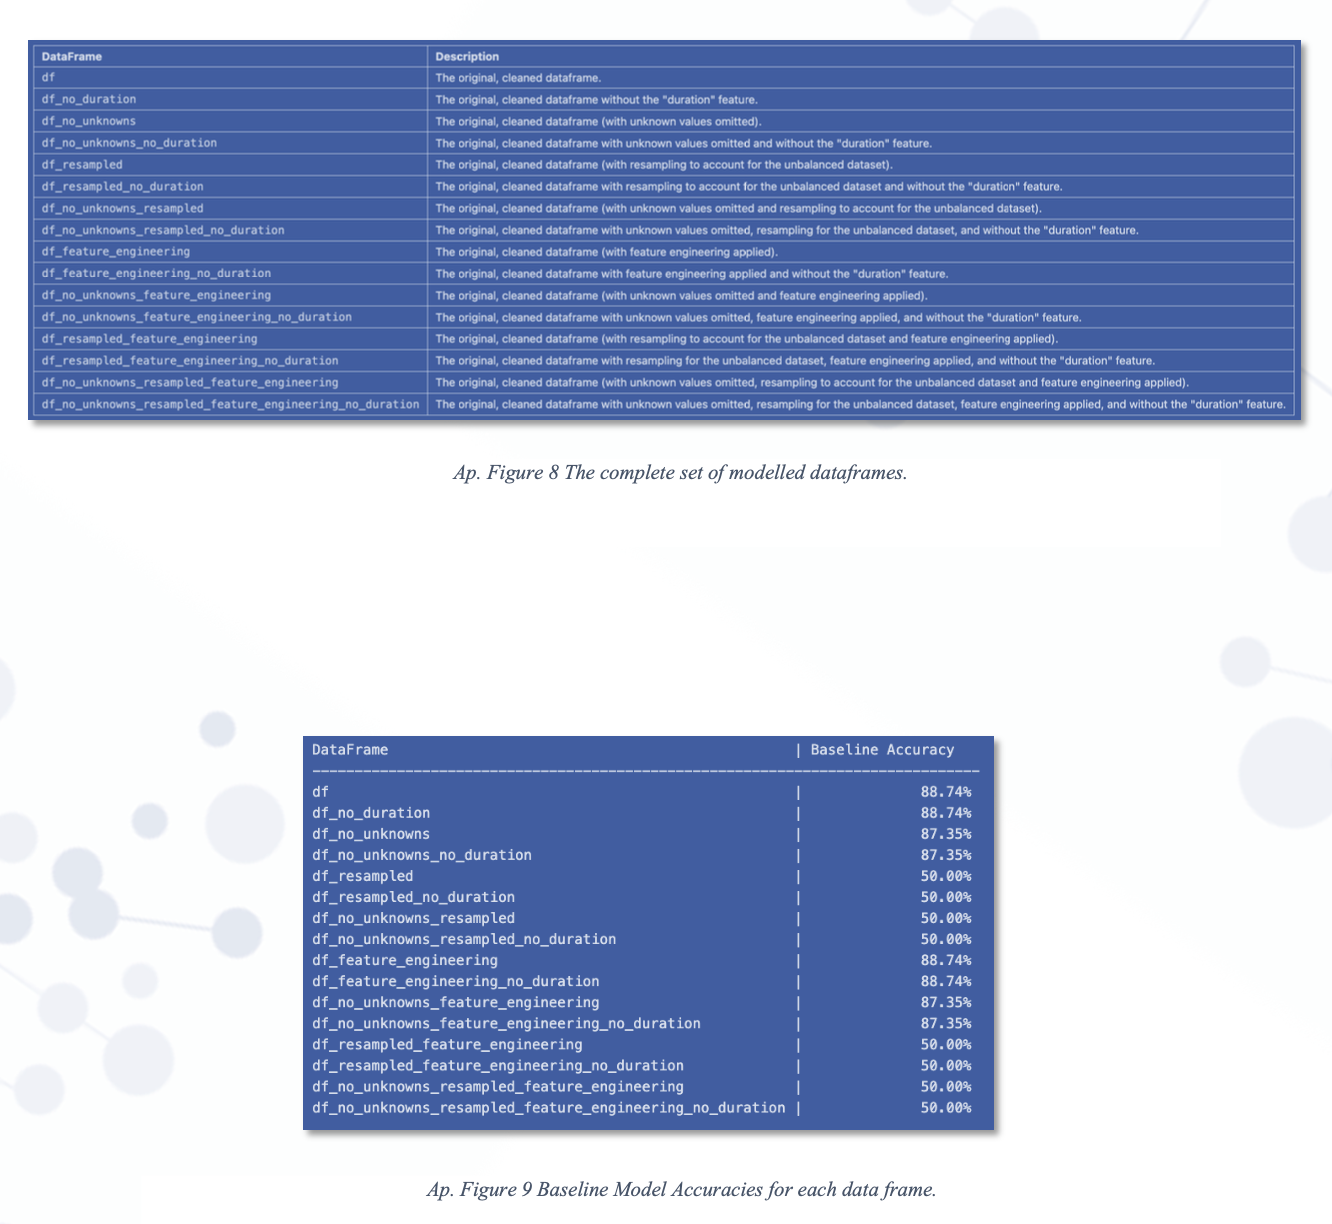 DataFrame Description
df The original, cleaned dataframe.
df_no_duration The original, cleaned dataframe without the "duration" feature.
df_no_unknowns The original, cleaned dataframe (with unknown values omitted).
df_no_unknowns_no_duration The original, cleaned dataframe with unknown values omitted and without the "duration" feature.
df_resampled The original, cleaned dataframe (with resampling to account for the unbalanced dataset).
df_resampled_no_duration The original, cleaned dataframe with resampling to account for the unbalanced dataset and without the "duration" feature.
df_no_unknowns_resampled The original, cleaned dataframe (with unknown values omitted and resampling to account for the unbalanced dataset).
df_no_unknowns_resampled_no_duration The original, cleaned dataframe with unknown values omitted, resampling for the unbalanced dataset, and without the "duration" feature.
df_feature_engineering The original, cleaned dataframe (with feature engineering applied).
df_feature_engineering_no_duration The original, cleaned dataframe with feature engineering applied and without the "duration" feature.
df_no_unknowns_feature_engineering The original, cleaned dataframe (with unknown values omitted and feature engineering applied).
df_no_unknowns_feature_engineering_no_duration The original, cleaned dataframe with unknown values omitted, feature engineering applied, and without the "duration" feature.
df_resampled_feature_engineering The original, cleaned dataframe (with resampling to account for the unbalanced dataset and feature engineering applied).
df_resampled_feature_engineering_no_duration The original, cleaned dataframe with resampling for the unbalanced dataset, feature engineering applied, and without the "duration" feature.
df_no_unknowns_resampled_feature_engineering The original, cleaned dataframe (with unknown values omitted, resampling to account for the unbalanced dataset and feature engineering applied).
df_no_unknowns_resampled_feature_engineering_no_duration The original, cleaned dataframe with unknown values omitted, resampling for the unbalanced dataset, feature engineering applied, and without the "duration" feature.
Ap. Figure 8 The complete set of modelled dataframes.
DataFrame | Baseline Accuracy
-------------------------------------------------------------------------------
df | 88.74%
df_no_duration | 88.74%
df_no_unknowns | 87.35%
df_no_unknowns_no_duration | 87.35%
df_resampled | 50.00%
df_resampled_no_duration | 50.00%
df_no_unknowns_resampled | 50.00%
df_no_unknowns_resampled_no_duration | 50.00%
df_feature_engineering | 88.74%
df_feature_engineering_no_duration | 88.74%
df_no_unknowns_feature_engineering | 87.35%
df_no_unknowns_feature_engineering_no_duration | 87.35%
df_resampled_feature_engineering | 50.00%
df_resampled_feature_engineering_no_duration | 50.00%
df_no_unknowns_resampled_feature_engineering | 50.00%
df_no_unknowns_resampled_feature_engineering_no_duration | 50.00%
Ap. Figure 9 Baseline Model Accuracies for each data frame.